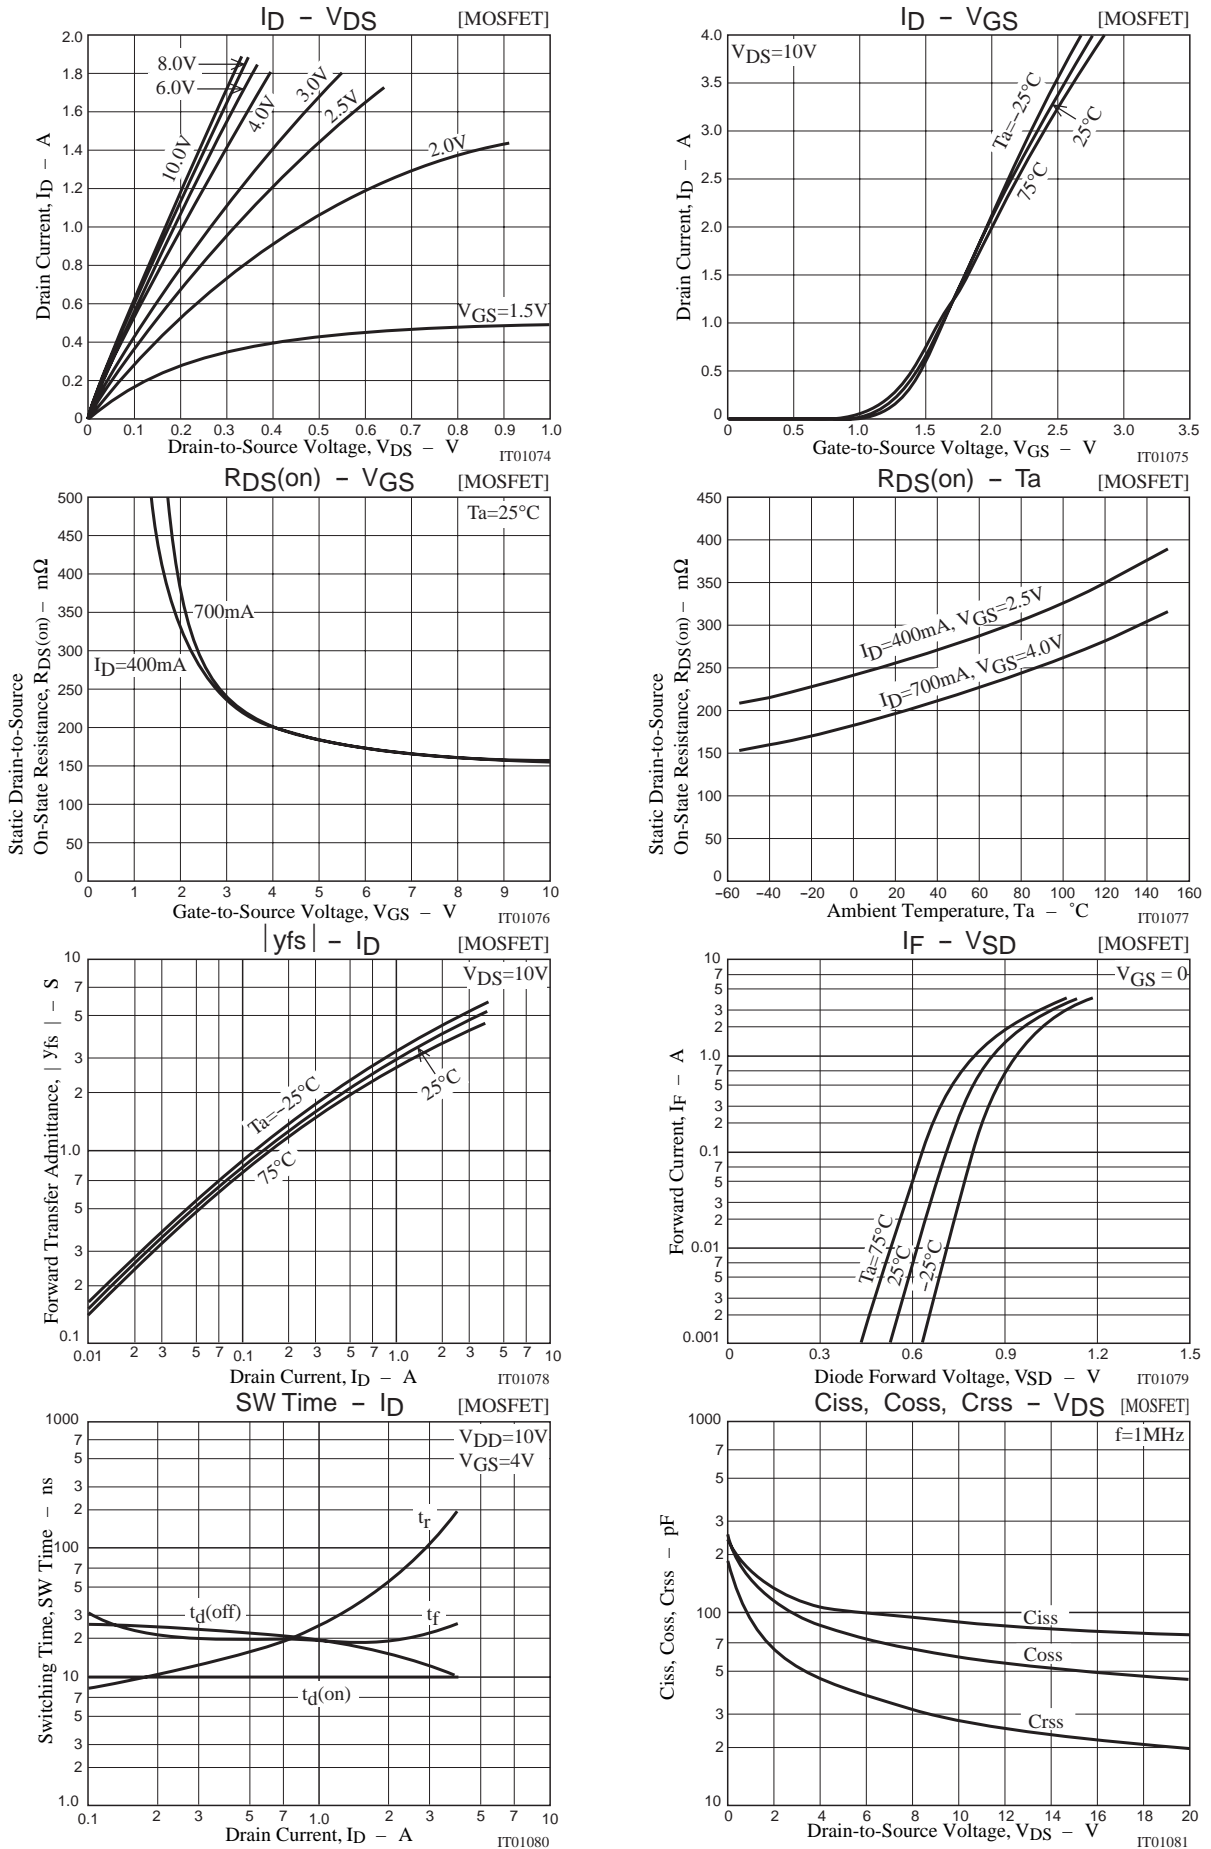 ID – VDS [MOSFET]
Drain Current, ID – A
2.0
1.8
1.6
1.4
1.2
1.0
0.8
0.6
0.4
0.2
0
8.0V
6.0V
10.0V
4.0V
3.0V
2.5V
2.0V
VGS=1.5V
0 0.1 0.2 0.3 0.4 0.5 0.6 0.7 0.8 0.9 1.0
Drain-to-Source Voltage, VDS – V IT01074
ID – VGS [MOSFET]
Drain Current, ID – A
4.0
3.5
3.0
2.5
2.0
1.5
1.0
0.5
0
VDS=10V
Ta=−25°C
25°C
75°C
0 0.5 1.0 1.5 2.0 2.5 3.0 3.5
Gate-to-Source Voltage, VGS – V IT01075
RDS(on) – VGS [MOSFET]
Static Drain-to-Source
On-State Resistance, RDS(on) – mΩ
500
450
400
350
300
250
200
150
100
50
0
Ta=25°C
700mA
ID=400mA
0 1 2 3 4 5 6 7 8 9 10
Gate-to-Source Voltage, VGS – V IT01076
RDS(on) – Ta [MOSFET]
Static Drain-to-Source
On-State Resistance, RDS(on) – mΩ
450
400
350
300
250
200
150
100
50
0
ID=400mA, VGS=2.5V
ID=700mA, VGS=4.0V
−60 −40 −20 0 20 40 60 80 100 120 140 160
Ambient Temperature, Ta – °C IT01077
|yfs| – ID [MOSFET]
Forward Transfer Admittance, | yfs | – S
10
7
5
3
2
1.0
7
5
3
2
0.1
VDS=10V
Ta=−25°C
75°C
25°C
0.01 2 3 5 7 0.1 2 3 5 7 1.0 2 3 5 7 10
Drain Current, ID – A IT01078
IF – VSD [MOSFET]
Forward Current, IF – A
10
7
5
3
2
1.0
7
5
3
2
0.1
7
5
3
2
0.01
7
5
3
2
0.001
VGS = 0
Ta=75°C
25°C
−25°C
0 0.3 0.6 0.9 1.2 1.5
Diode Forward Voltage, VSD – V IT01079
SW Time – ID [MOSFET]
Switching Time, SW Time – ns
1000
7
5
3
2
100
7
5
3
2
10
7
5
3
2
1.0
VDD=10V
VGS=4V
tr
td(off)
tf
td(on)
0.1 2 3 5 7 1.0 2 3 5 7 10
Drain Current, ID – A IT01080
Ciss, Coss, Crss – VDS [MOSFET]
Ciss, Coss, Crss – pF
1000
7
5
3
2
100
7
5
3
2
10
f=1MHz
Ciss
Coss
Crss
0 2 4 6 8 10 12 14 16 18 20
Drain-to-Source Voltage, VDS – V IT01081